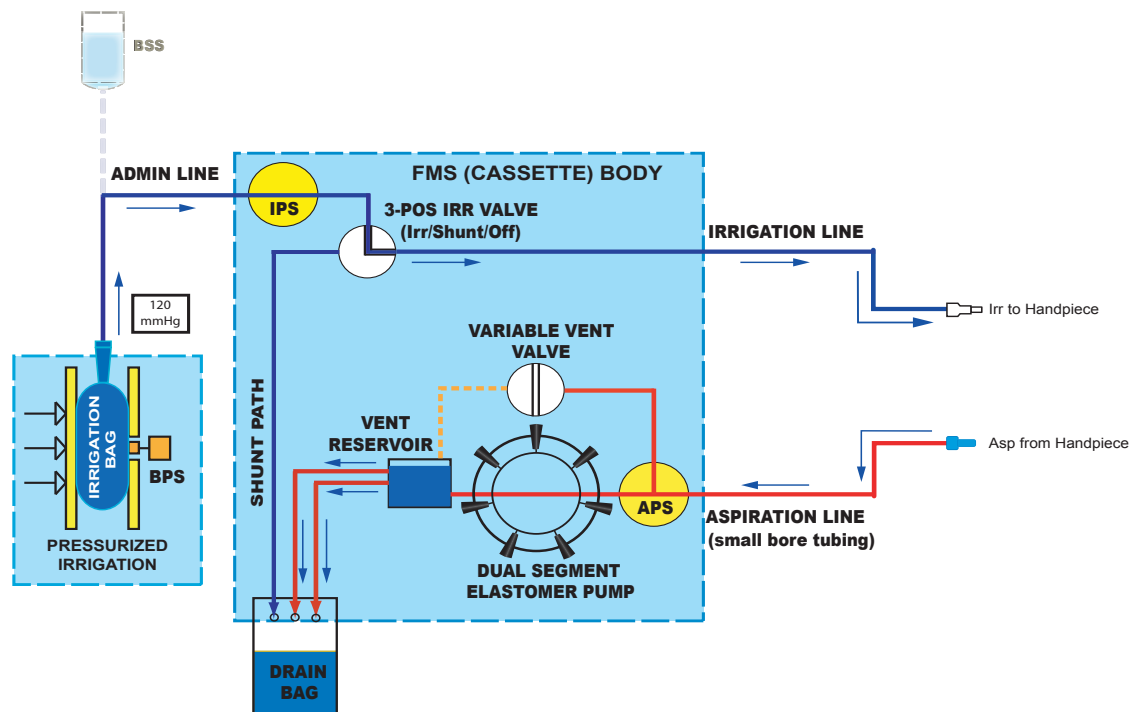 BSS
ADMIN LINE
FMS (CASSETTE) BODY
IPS
3-POS IRR VALVE
(Irr/Shunt/Off)
IRRIGATION LINE
120
mmHg
Irr to Handpiece
VARIABLE VENT
VALVE
SHUNT PATH
VENT
RESERVOIR
IRRIGATION
BAG
BPS
Asp from Handpiece
APS
ASPIRATION LINE
(small bore tubing)
PRESSURIZED
IRRIGATION
DUAL SEGMENT
ELASTOMER PUMP
DRAIN
BAG